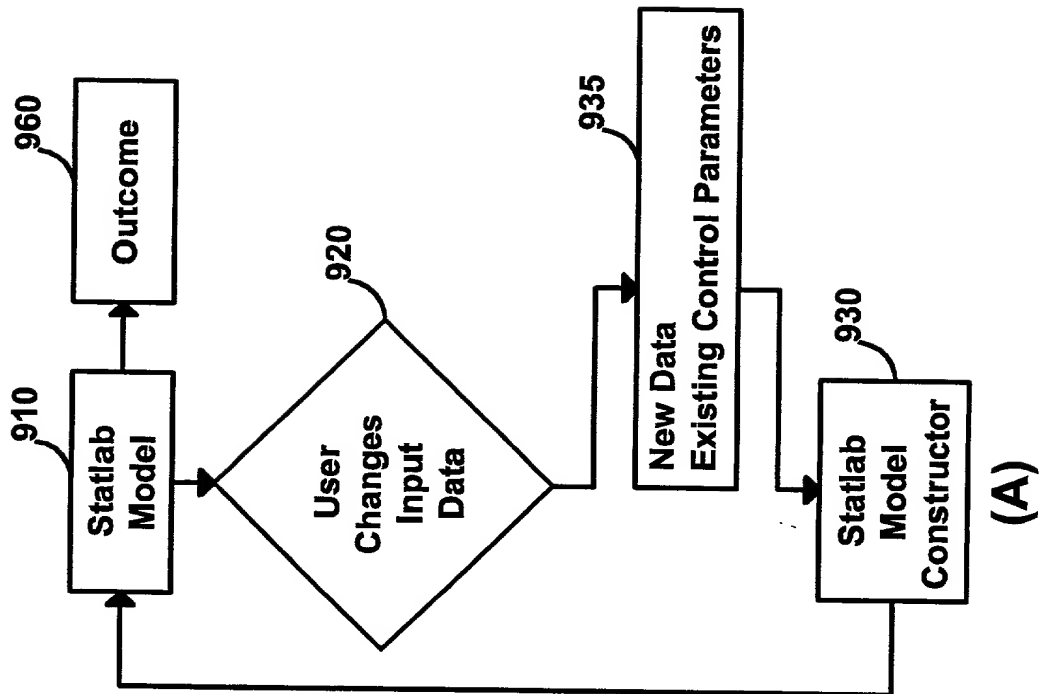 910
Statlab
Model
960
Outcome
920
User
Changes
Input
Data
935
New Data
Existing Control Parameters
930
Statlab
Model
Constructor
(A)